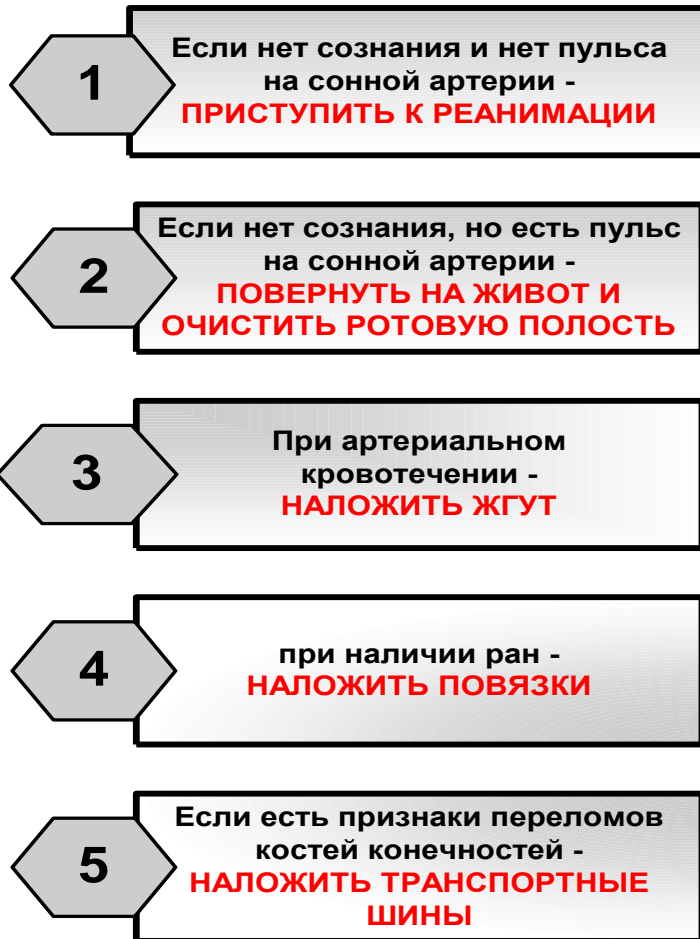 1
Если нет сознания и нет пульса
на сонной артерии -
ПРИСТУПИТЬ К РЕАНИМАЦИИ
2
Если нет сознания, но есть пульс
на сонной артерии -
ПОВЕРНУТЬ НА ЖИВОТ И
ОЧИСТИТЬ РОТОВУЮ ПОЛОСТЬ
3
При артериальном
кровотечении -
НАЛОЖИТЬ ЖГУТ
4
при наличии ран -
НАЛОЖИТЬ ПОВЯЗКИ
5
Если есть признаки переломов
костей конечностей -
НАЛОЖИТЬ ТРАНСПОРТНЫЕ
ШИНЫ